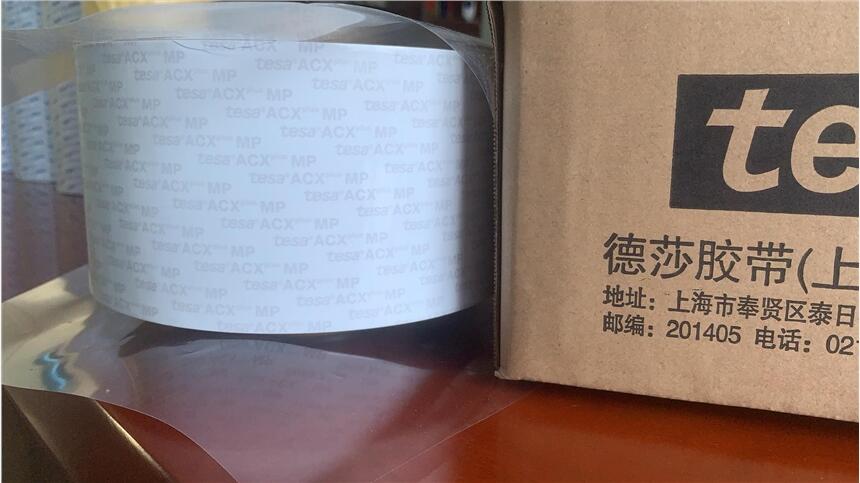 tesa® ACXplus MP
te
德莎胶带(上
地址: 上海市奉贤区泰日
邮编: 201405 电话: 02